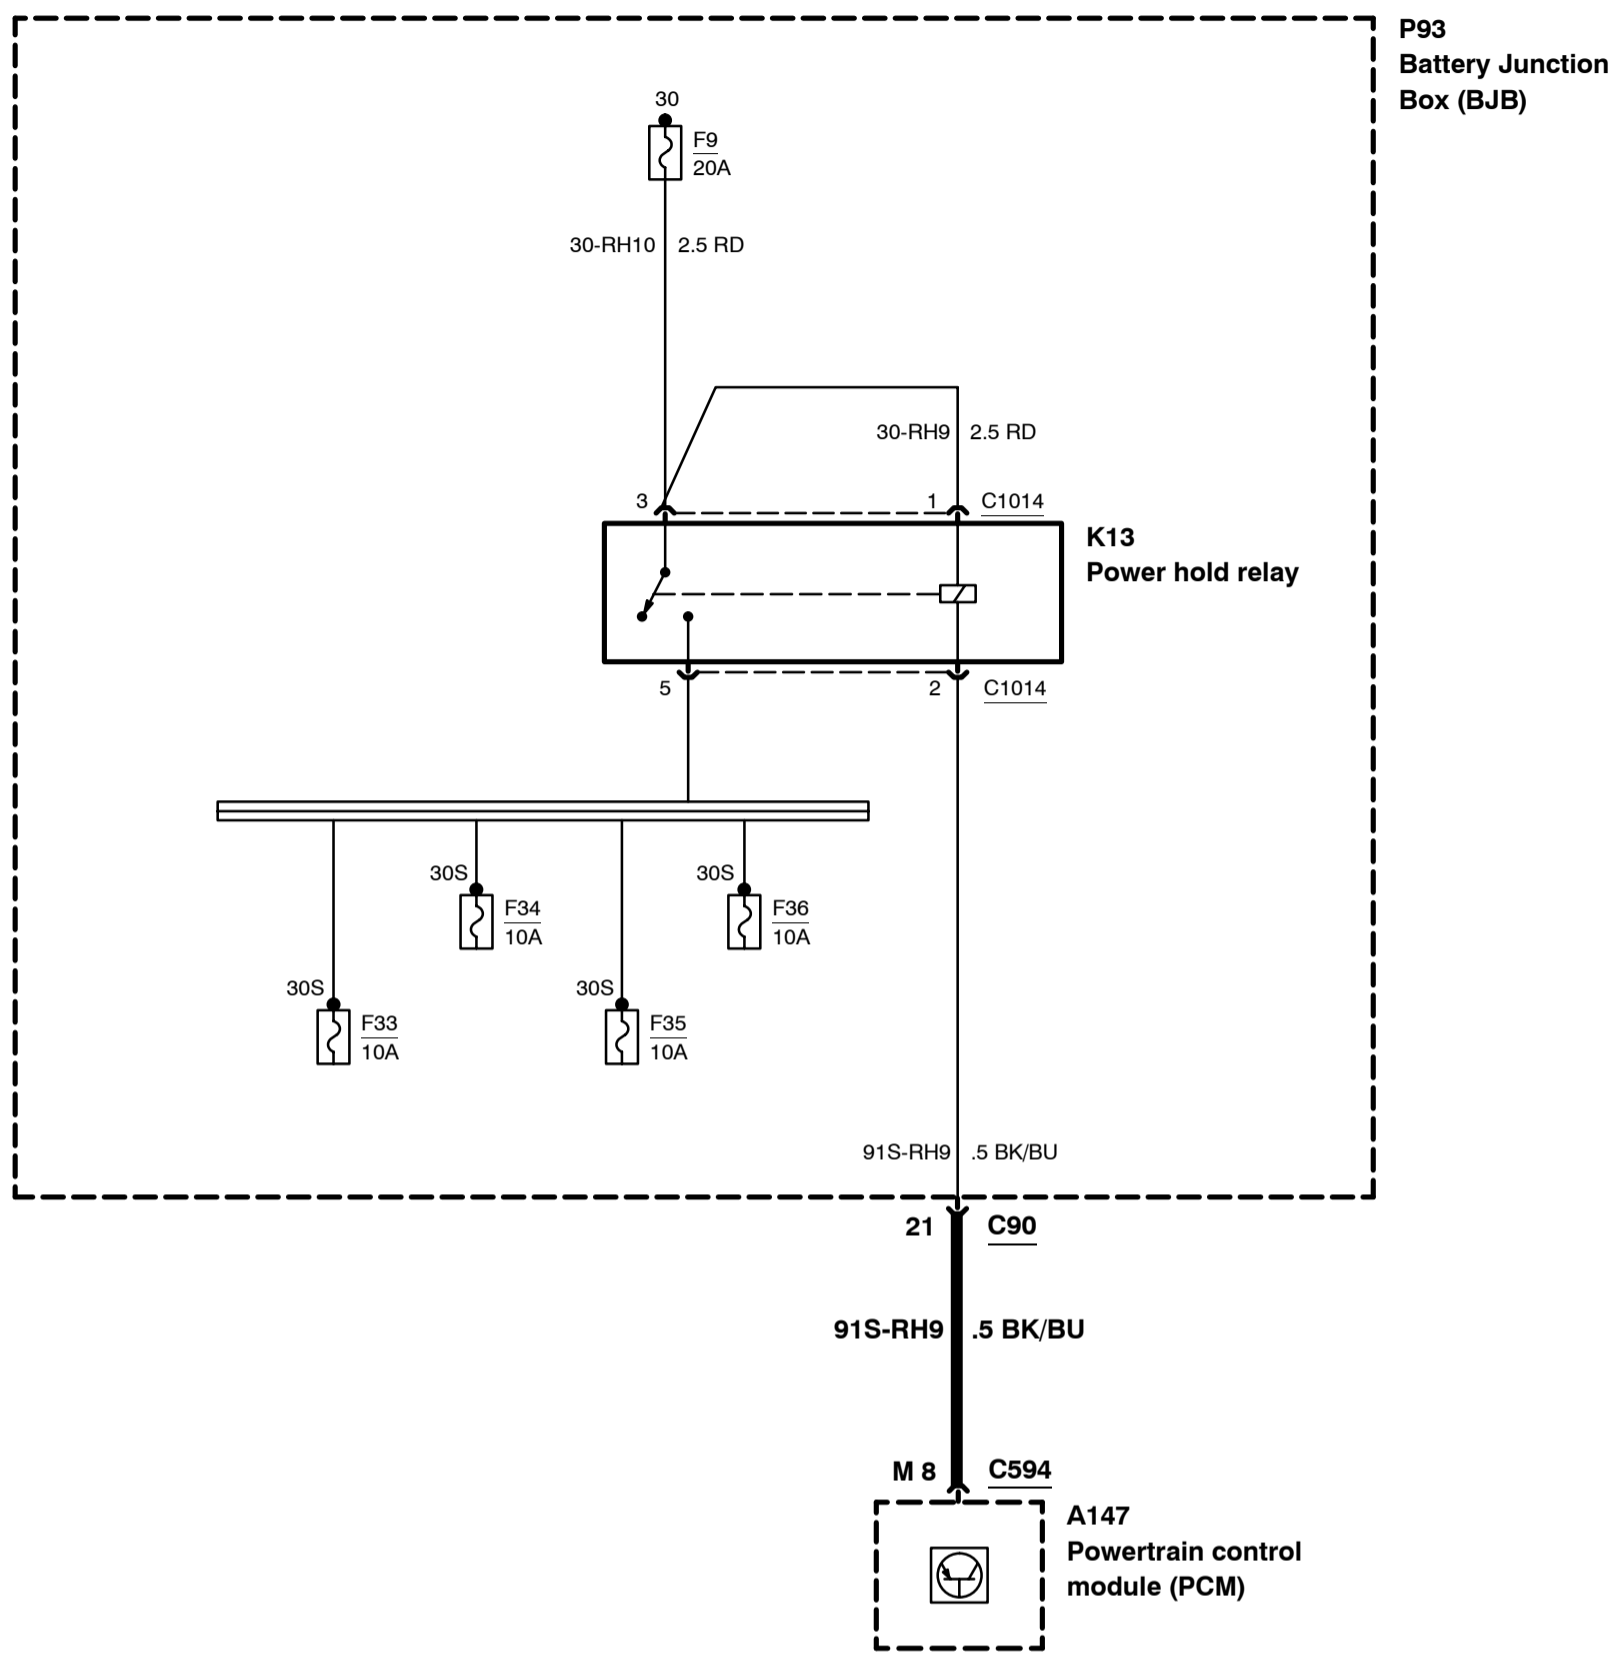 P93
Battery Junction
Box (BJB)
30
F9
20A
30-RH10 2.5 RD
30-RH9 2.5 RD
3 1 C1014
K13
Power hold relay
5 2 C1014
30S 30S
F34 F36
10A 10A
30S 30S
F33 F35
10A 10A
91S-RH9 .5 BK/BU
21 C90
91S-RH9 .5 BK/BU
M 8 C594
A147
Powertrain control
module (PCM)